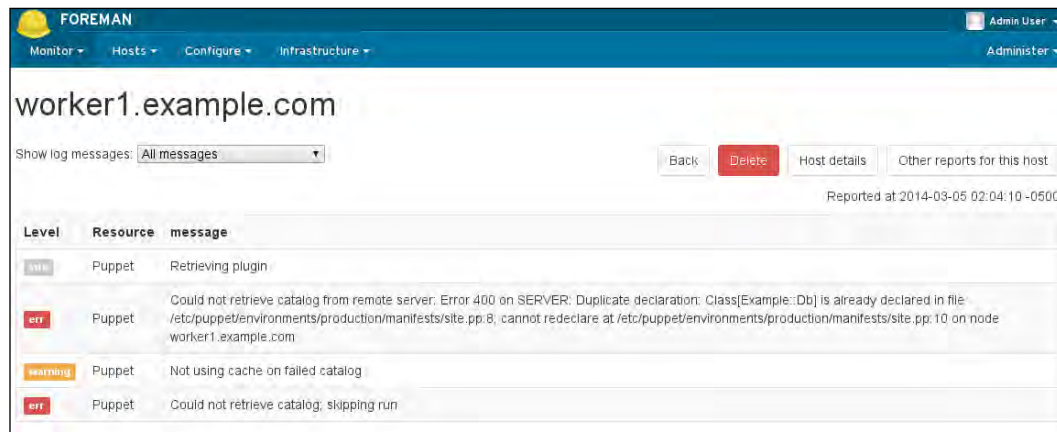 FOREMAN
Admin User
Monitor Hosts Configure Infrastructure
Administer
worker1.example.com
Show log messages: All messages
Back Delete Host details Other reports for this host
Reported at 2014-03-05 02:04:10 -0500
Level Resource message
Puppet Retrieving plugin
Could not retrieve catalog from remote server: Error 400 on SERVER: Duplicate declaration: Class[Example::Db] is already declared in file
err Puppet /etc/puppet/environments/production/manifests/site.pp:8; cannot redeclare at /etc/puppet/environments/production/manifests/site.pp:10 on node
worker1.example.com
warning Puppet Not using cache on failed catalog
err Puppet Could not retrieve catalog; skipping run